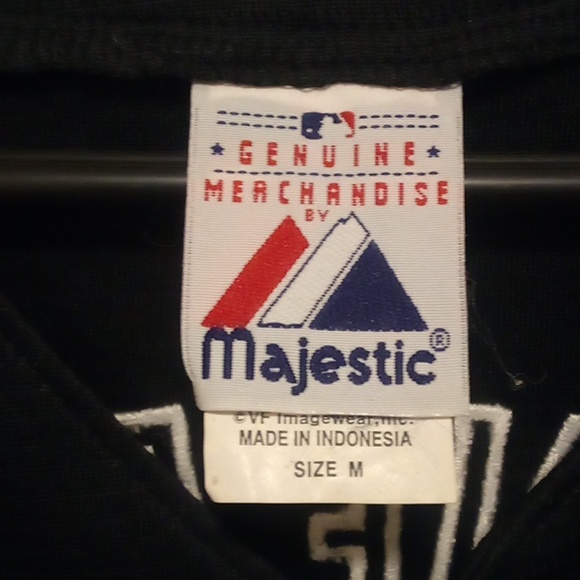 ★ GENUINE ★
MERCHANDISE
BY
Majestic®
©VF Imagewear, Inc.
MADE IN INDONESIA
SIZE M